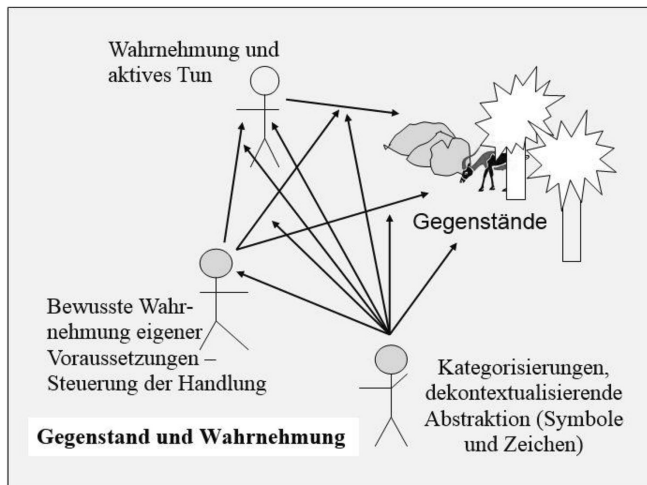 Wahrnehmung und
aktives Tun
Gegenstände
Bewusste Wahr-
nehmung eigener
Voraussetzungen –
Steuerung der Handlung
Kategorisierungen,
dekontextualisierende
Abstraktion (Symbole
und Zeichen)
Gegenstand und Wahrnehmung